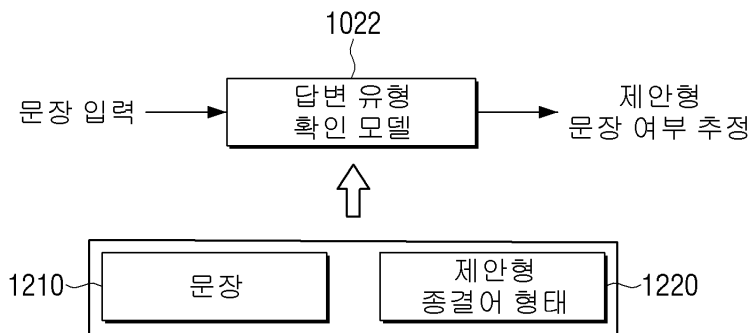 1022
문장 입력
답변 유형
확인 모델
제안형
문장 여부 추정
1210
문장
제안형
종결어 형태
1220